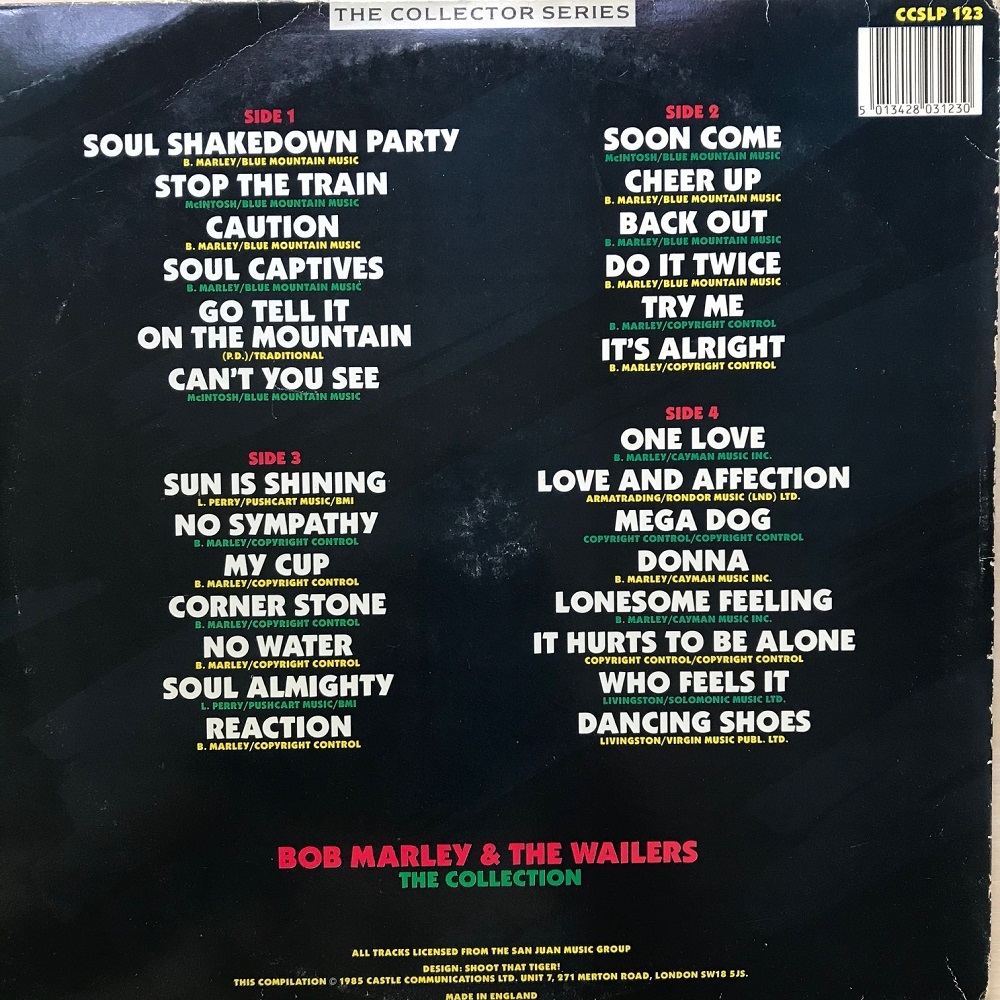 THE COLLECTOR SERIES
CCSLP 123
5 013428 031230
SIDE 1
SOUL SHAKEDOWN PARTY
B. MARLEY/BLUE MOUNTAIN MUSIC
STOP THE TRAIN
McINTOSH/BLUE MOUNTAIN MUSIC
CAUTION
B. MARLEY/BLUE MOUNTAIN MUSIC
SOUL CAPTIVES
B. MARLEY/BLUE MOUNTAIN MUSIC
GO TELL IT
ON THE MOUNTAIN
(P.D.)/TRADITIONAL
CAN'T YOU SEE
McINTOSH/BLUE MOUNTAIN MUSIC
SIDE 2
SOON COME
McINTOSH/BLUE MOUNTAIN MUSIC
CHEER UP
B. MARLEY/BLUE MOUNTAIN MUSIC
BACK OUT
B. MARLEY/BLUE MOUNTAIN MUSIC
DO IT TWICE
B. MARLEY/BLUE MOUNTAIN MUSIC
TRY ME
B. MARLEY/COPYRIGHT CONTROL
IT'S ALRIGHT
B. MARLEY/COPYRIGHT CONTROL
SIDE 3
SUN IS SHINING
L. PERRY/PUSHCART MUSIC/BMI
NO SYMPATHY
B. MARLEY/COPYRIGHT CONTROL
MY CUP
B. MARLEY/COPYRIGHT CONTROL
CORNER STONE
B. MARLEY/COPYRIGHT CONTROL
NO WATER
B. MARLEY/COPYRIGHT CONTROL
SOUL ALMIGHTY
L. PERRY/PUSHCART MUSIC/BMI
REACTION
B. MARLEY/COPYRIGHT CONTROL
SIDE 4
ONE LOVE
B. MARLEY/CAYMAN MUSIC INC.
LOVE AND AFFECTION
ARMATRADING/RONDOR MUSIC (LND) LTD.
MEGA DOG
COPYRIGHT CONTROL/COPYRIGHT CONTROL
DONNA
B. MARLEY/CAYMAN MUSIC INC.
LONESOME FEELING
B. MARLEY/CAYMAN MUSIC INC.
IT HURTS TO BE ALONE
COPYRIGHT CONTROL/COPYRIGHT CONTROL
WHO FEELS IT
LIVINGSTON/SOLOMONIC MUSIC LTD.
DANCING SHOES
LIVINGSTON/VIRGIN MUSIC PUBL. LTD.
BOB MARLEY & THE WAILERS
THE COLLECTION
ALL TRACKS LICENSED FROM THE SAN JUAN MUSIC GROUP
DESIGN: SHOOT THAT TIGER!
THIS COMPILATION © 1985 CASTLE COMMUNICATIONS LTD. UNIT 7, 271 MERTON ROAD, LONDON SW18 5JS.
MADE IN ENGLAND